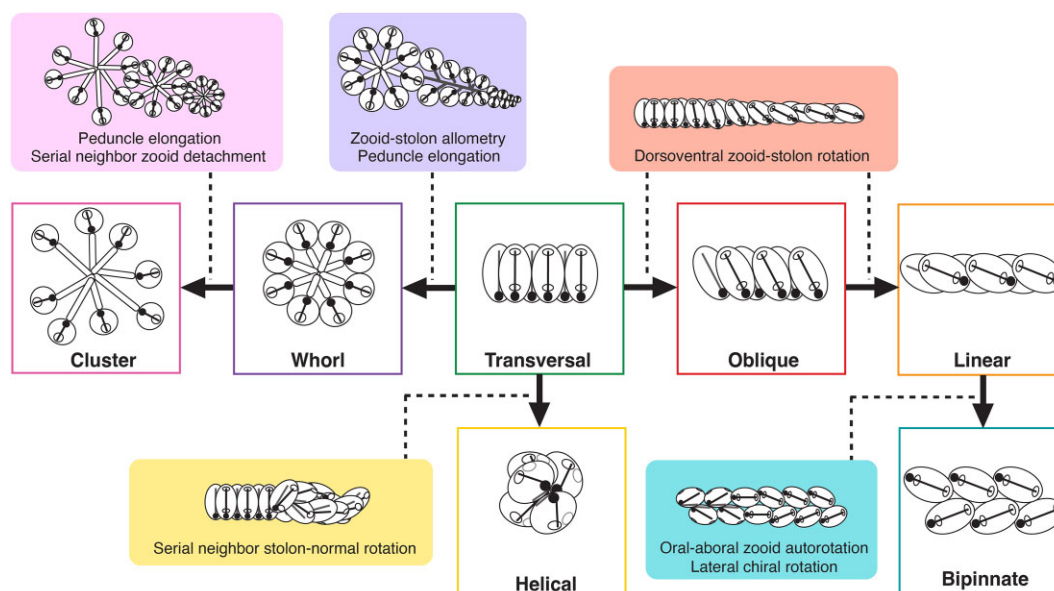 Peduncle elongation
Serial neighbor zooid detachment
Zooid-stolon allometry
Peduncle elongation
Dorsoventral zooid-stolon rotation
Cluster
Whorl
Transversal
Oblique
Linear
Serial neighbor stolon-normal rotation
Helical
Oral-aboral zooid autorotation
Lateral chiral rotation
Bipinnate